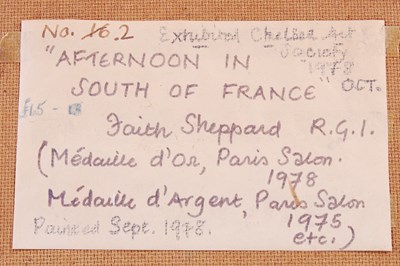 No. 16. 2 Exhibited Chelsea Art
Society
"AFTERNOON IN 1978
SOUTH OF FRANCE" OCT.
£15 -
Faith Sheppard R.G.I.
(Médaille d'Or, Paris Salon.
1978
Médaille d'Argent, Paris Salon
1975
Painted Sept. 1978. etc.)